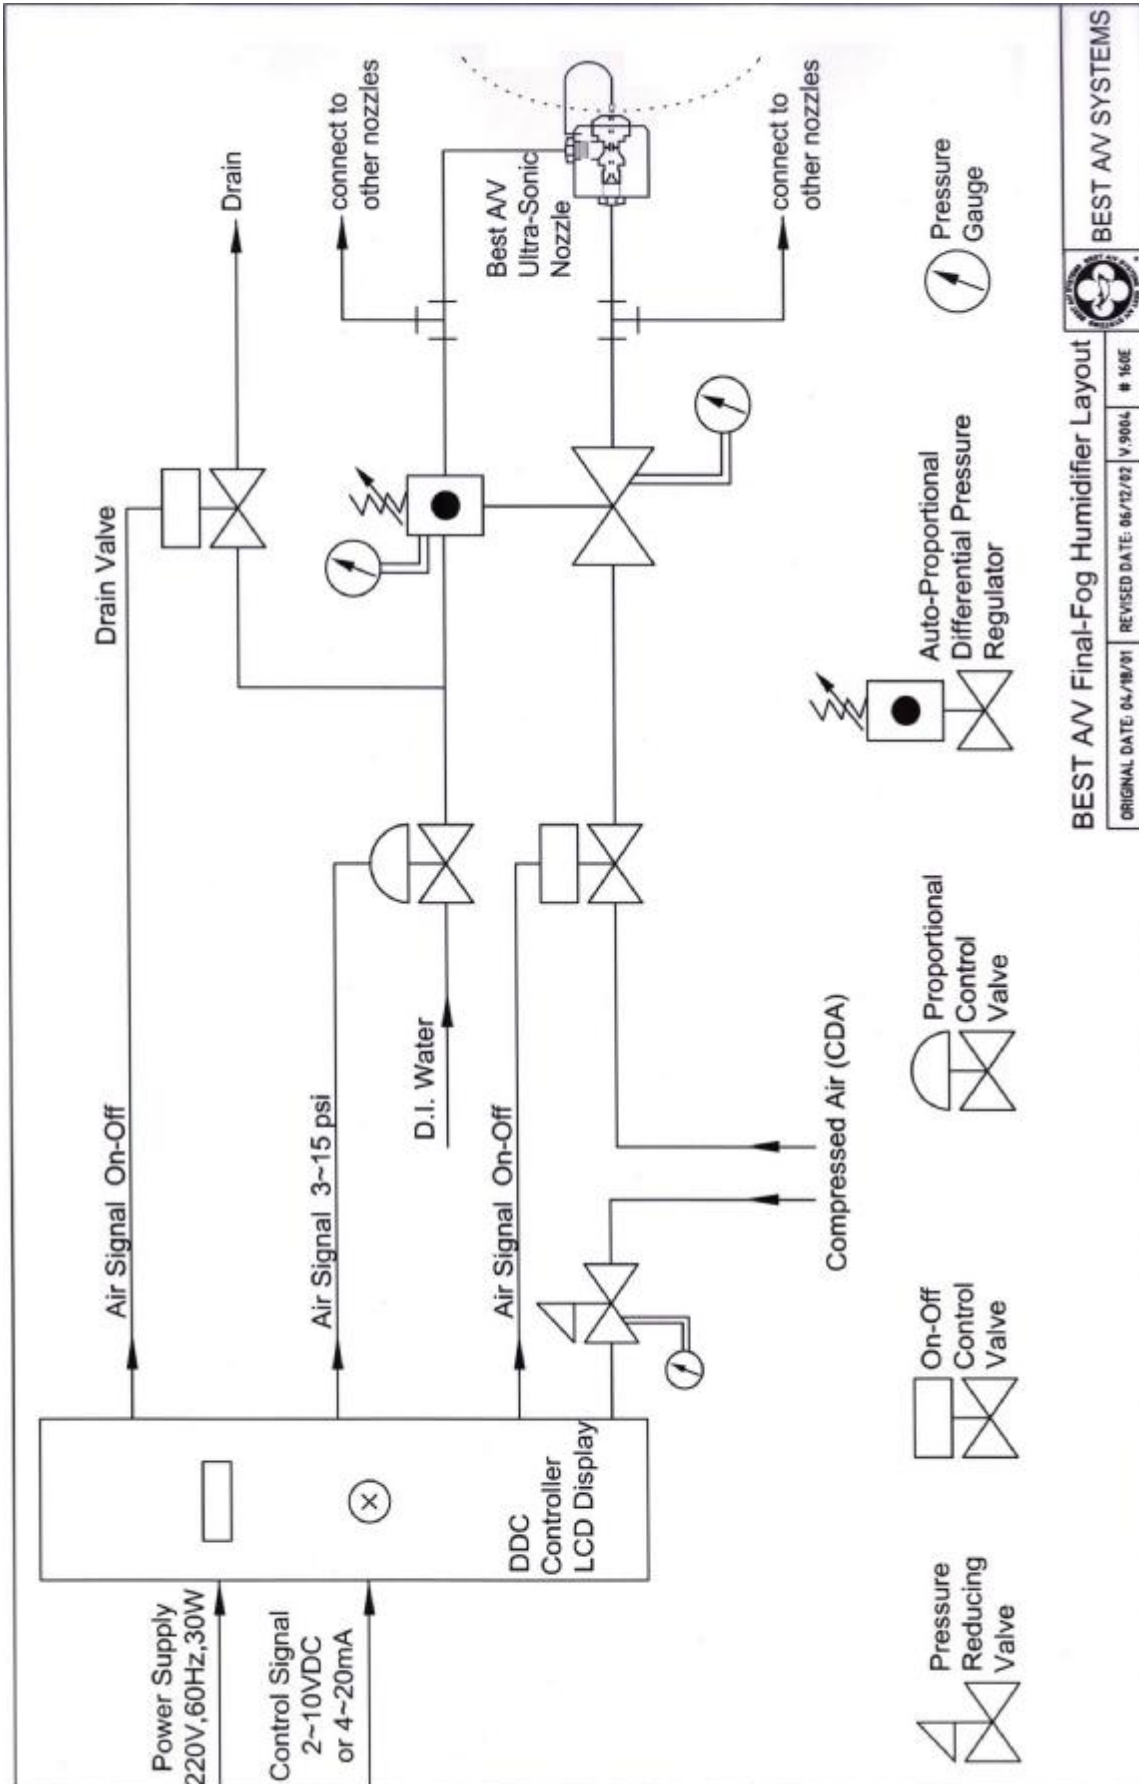 Power Supply
220V,60Hz,30W
Control Signal
2~10VDC
or 4~20mA
DDC
Controller
LCD Display
Air Signal On-Off
Air Signal 3~15 psi
D.I. Water
Air Signal On-Off
Compressed Air (CDA)
Drain Valve
Drain
connect to
other nozzles
Best A/V
Ultra-Sonic
Nozzle
connect to
other nozzles
Pressure
Reducing
Valve
On-Off
Control
Valve
Proportional
Control
Valve
Auto-Proportional
Differential Pressure
Regulator
Pressure
Gauge
BEST A/V Final-Fog Humidifier Layout
ORIGINAL DATE: 04/18/01
REVISED DATE: 06/12/02
V.9004
# 160E
BEST A/V SYSTEMS